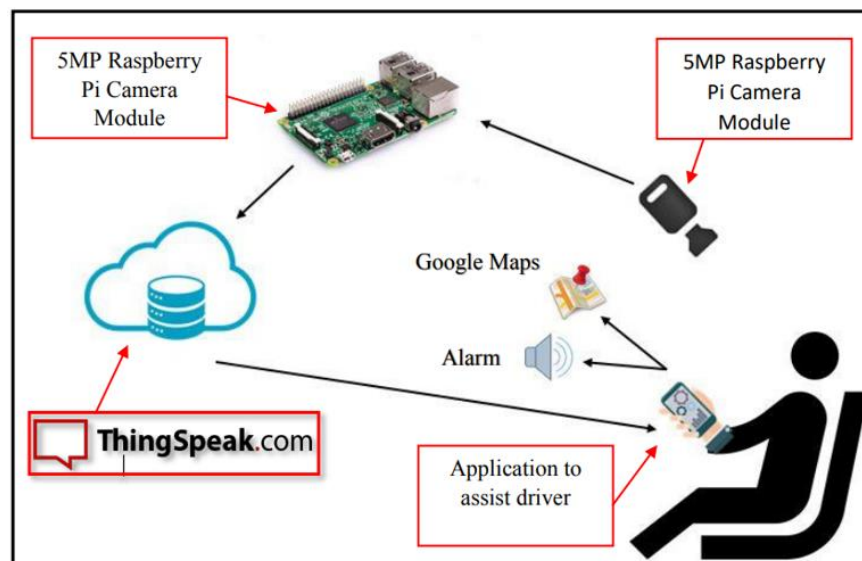 5MP Raspberry
Pi Camera
Module
5MP Raspberry
Pi Camera
Module
Google Maps
Alarm
ThingSpeak.com
Application to
assist driver